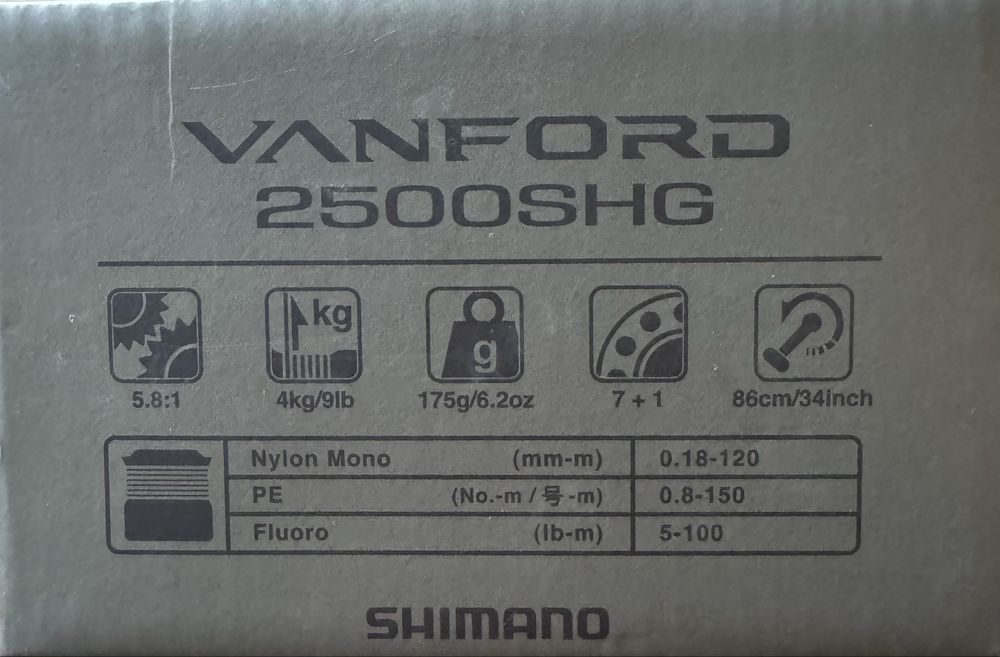 VANFORD
2500SHG
kg
g
5.8:1 4kg/9lb 175g/6.2oz 7 + 1 86cm/34inch
Nylon Mono (mm-m) 0.18-120
PE (No.-m / 号 -m) 0.8-150
Fluoro (lb-m) 5-100
SHIMANO